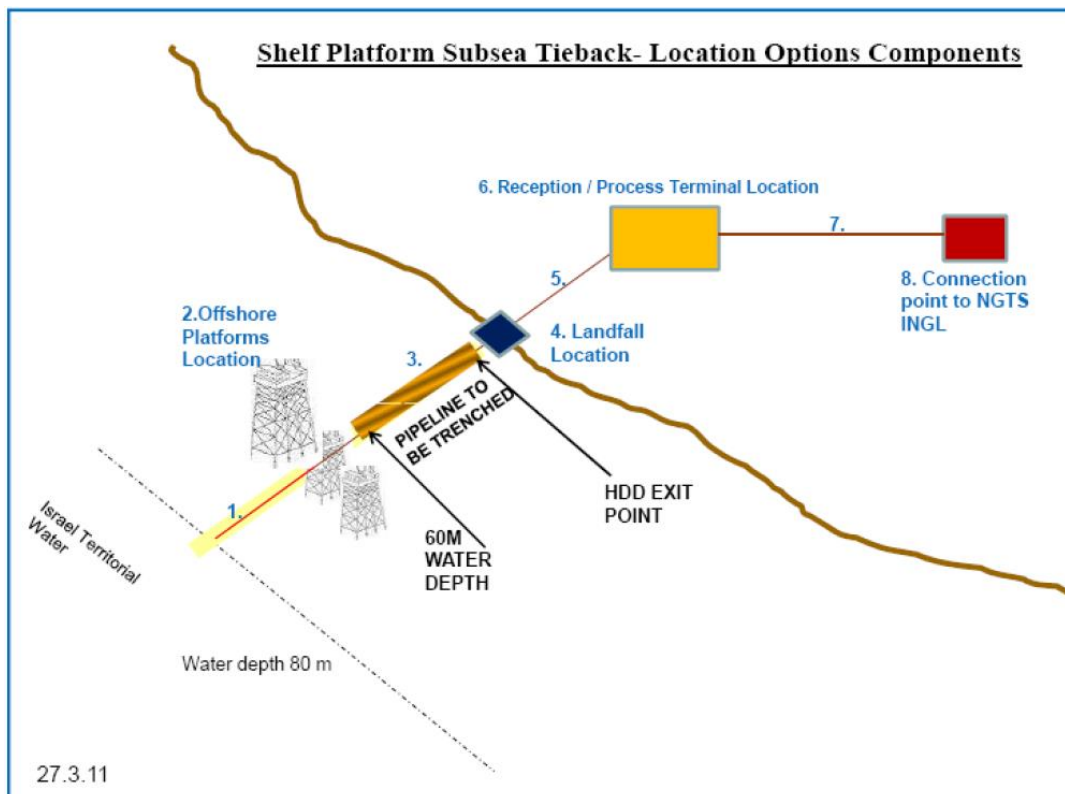 Shelf Platform Subsea Tieback- Location Options Components
6. Reception / Process Terminal Location
7.
8. Connection
point to NGTS
INGL
5.
4. Landfall
Location
2.Offshore
Platforms
Location
3.
PIPELINE TO
BE TRENCHED
HDD EXIT
POINT
60M
WATER
DEPTH
1.
Israel Territorial
Water
Water depth 80 m
27.3.11